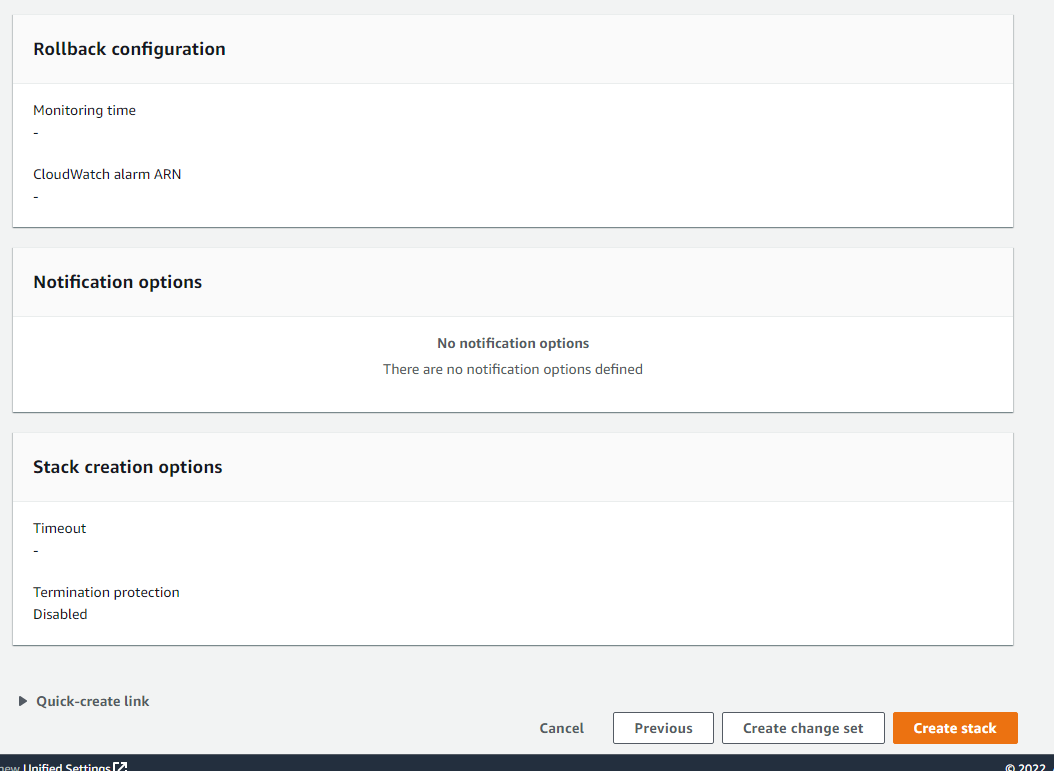 Rollback configuration
Monitoring time
-
CloudWatch alarm ARN
-
Notification options
No notification options
There are no notification options defined
Stack creation options
Timeout
-
Termination protection
Disabled
Quick-create link
Cancel Previous Create change set Create stack
new Unified Settings © 2022